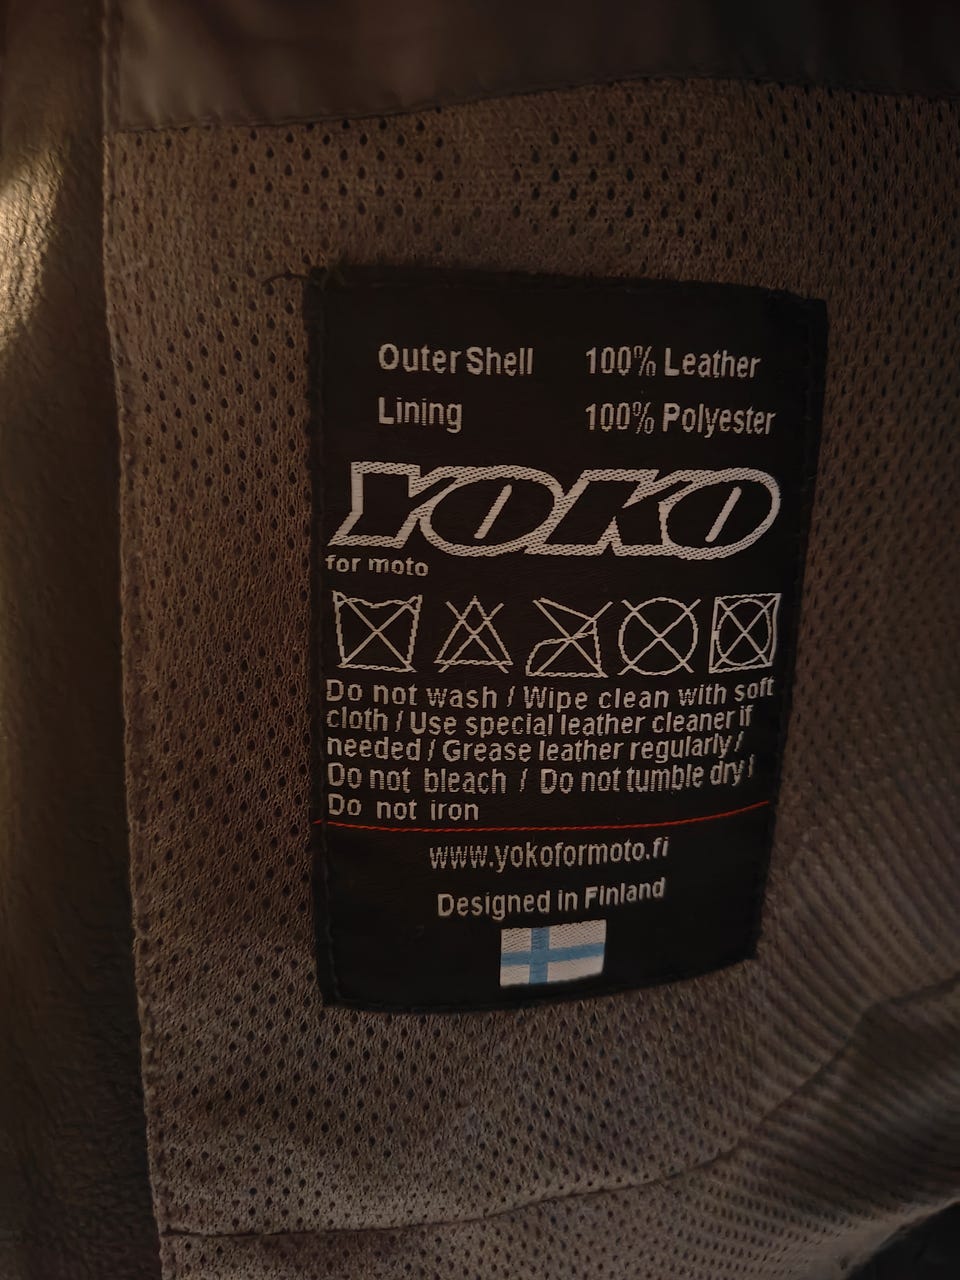 Outer Shell 100% Leather
Lining 100% Polyester
YOKO
for moto
Do not wash / Wipe clean with soft
cloth / Use special leather cleaner if
needed / Grease leather regularly /
Do not bleach / Do not tumble dry /
Do not iron
www.yokoformoto.fi
Designed in Finland